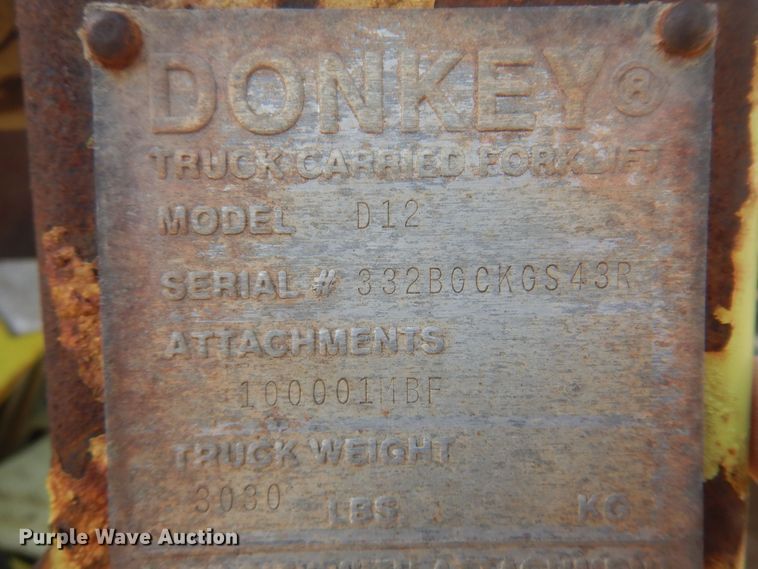 DONKEY®
TRUCK CARRIED FORKLIFT
MODEL D12
SERIAL # 332BGCKGS43R
ATTACHMENTS
100001MBF
TRUCK WEIGHT
3030 LBS KG
Purple Wave Auction